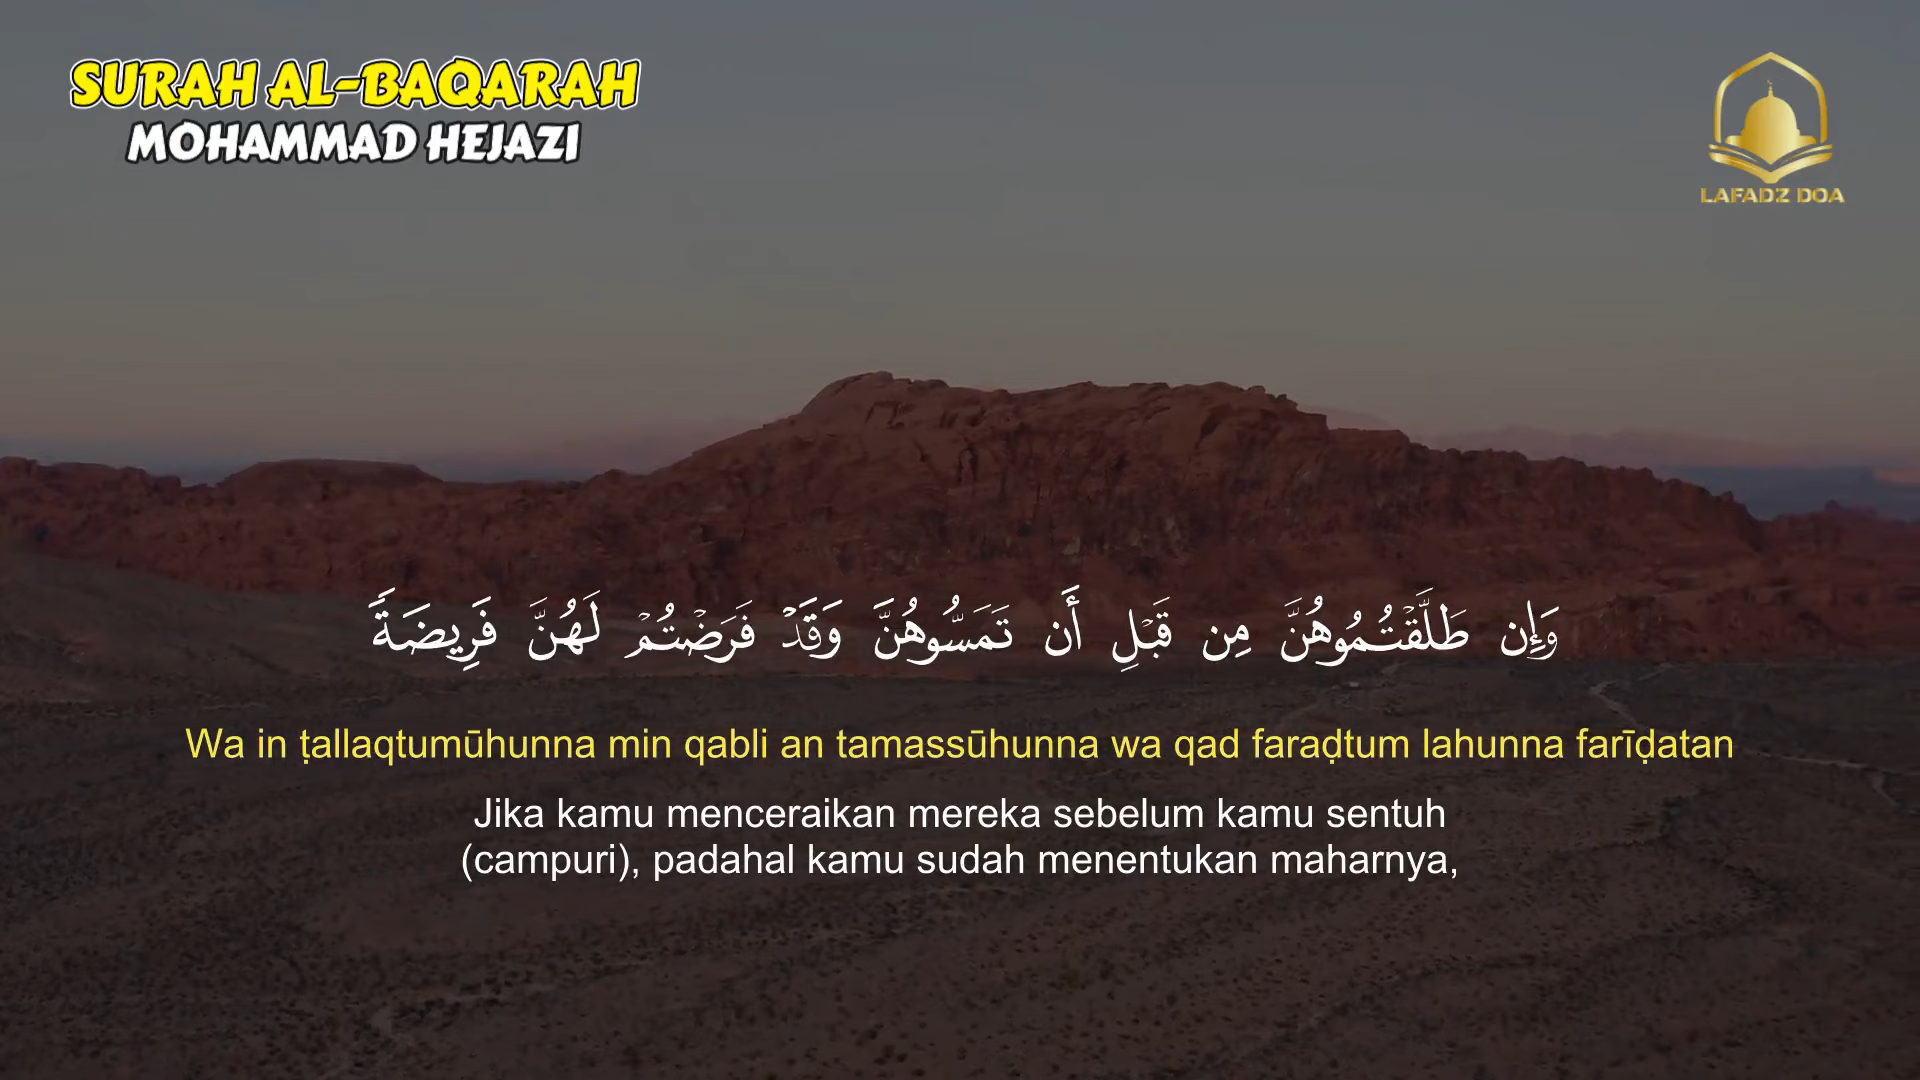 SURAH AL-BAQARAH
MOHAMMAD HEJAZI
LAFADZ DOA
وَإِن طَلَّقْتُمُوهُنَّ مِن قَبْلِ أَن تَمَسُّوهُنَّ وَقَدْ فَرَضْتُمْ لَهُنَّ فَرِيضَةً
Wa in ṭallaqtumūhunna min qabli an tamassūhunna wa qad faraḍtum lahunna farīḍatan
Jika kamu menceraikan mereka sebelum kamu sentuh
(campuri), padahal kamu sudah menentukan maharnya,